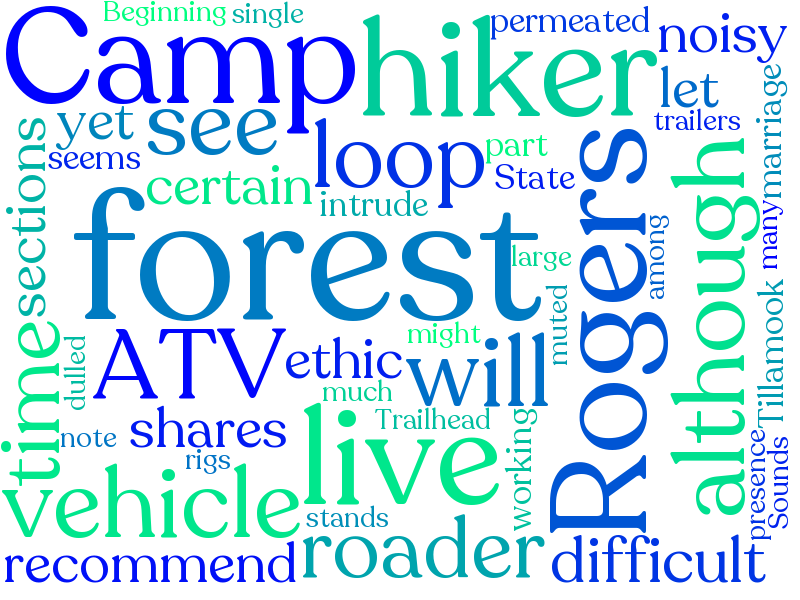 Beginning
single
permeated
Camp
hiker
noisy
let
trailers
yet
see
seems
loop
part
State
certain
intrude
sections
forest
large
Rogers
among
although
many
marriage
Tillamook
muted
might
ATV
ethic
will
dulled
time
much
Trailhead
note
shares
rigs
live
working
vehicle
stands
presence
Sounds
recommend
roader
difficult